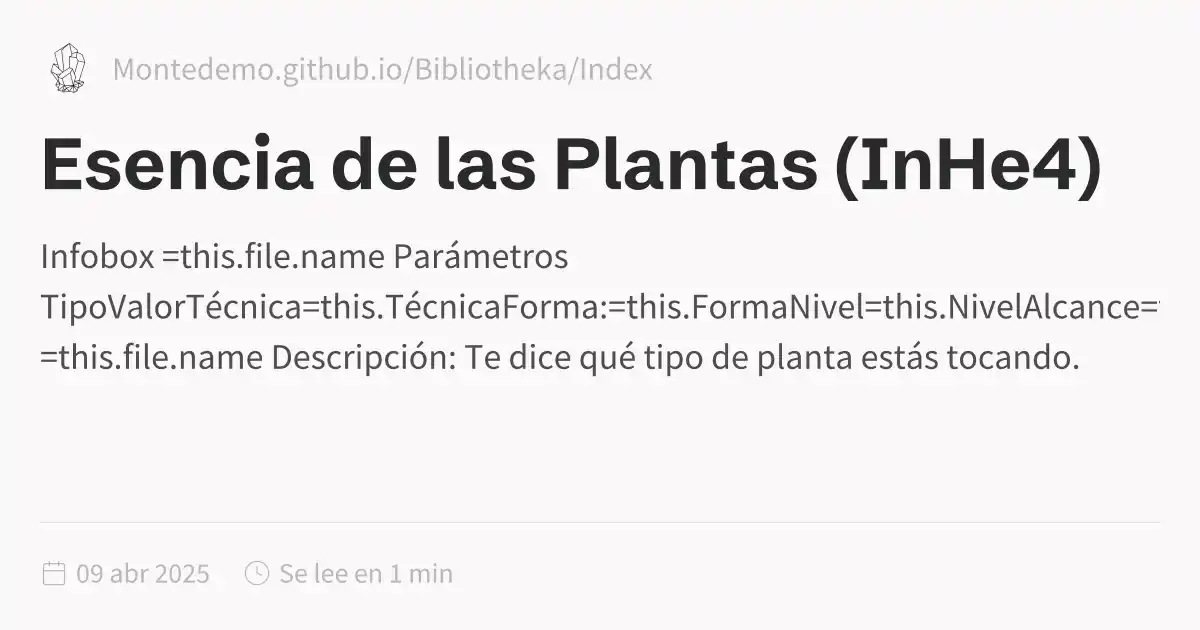 Montedemo.github.io/Bibliotheka/Index
Esencia de las Plantas (InHe4)
Infobox =this.file.name Parámetros
TipoValorTécnica=this.TécnicaForma:=this.FormaNivel=this.NivelAlcance=
=this.file.name Descripción: Te dice qué tipo de planta estás tocando.
09 abr 2025 Se lee en 1 min